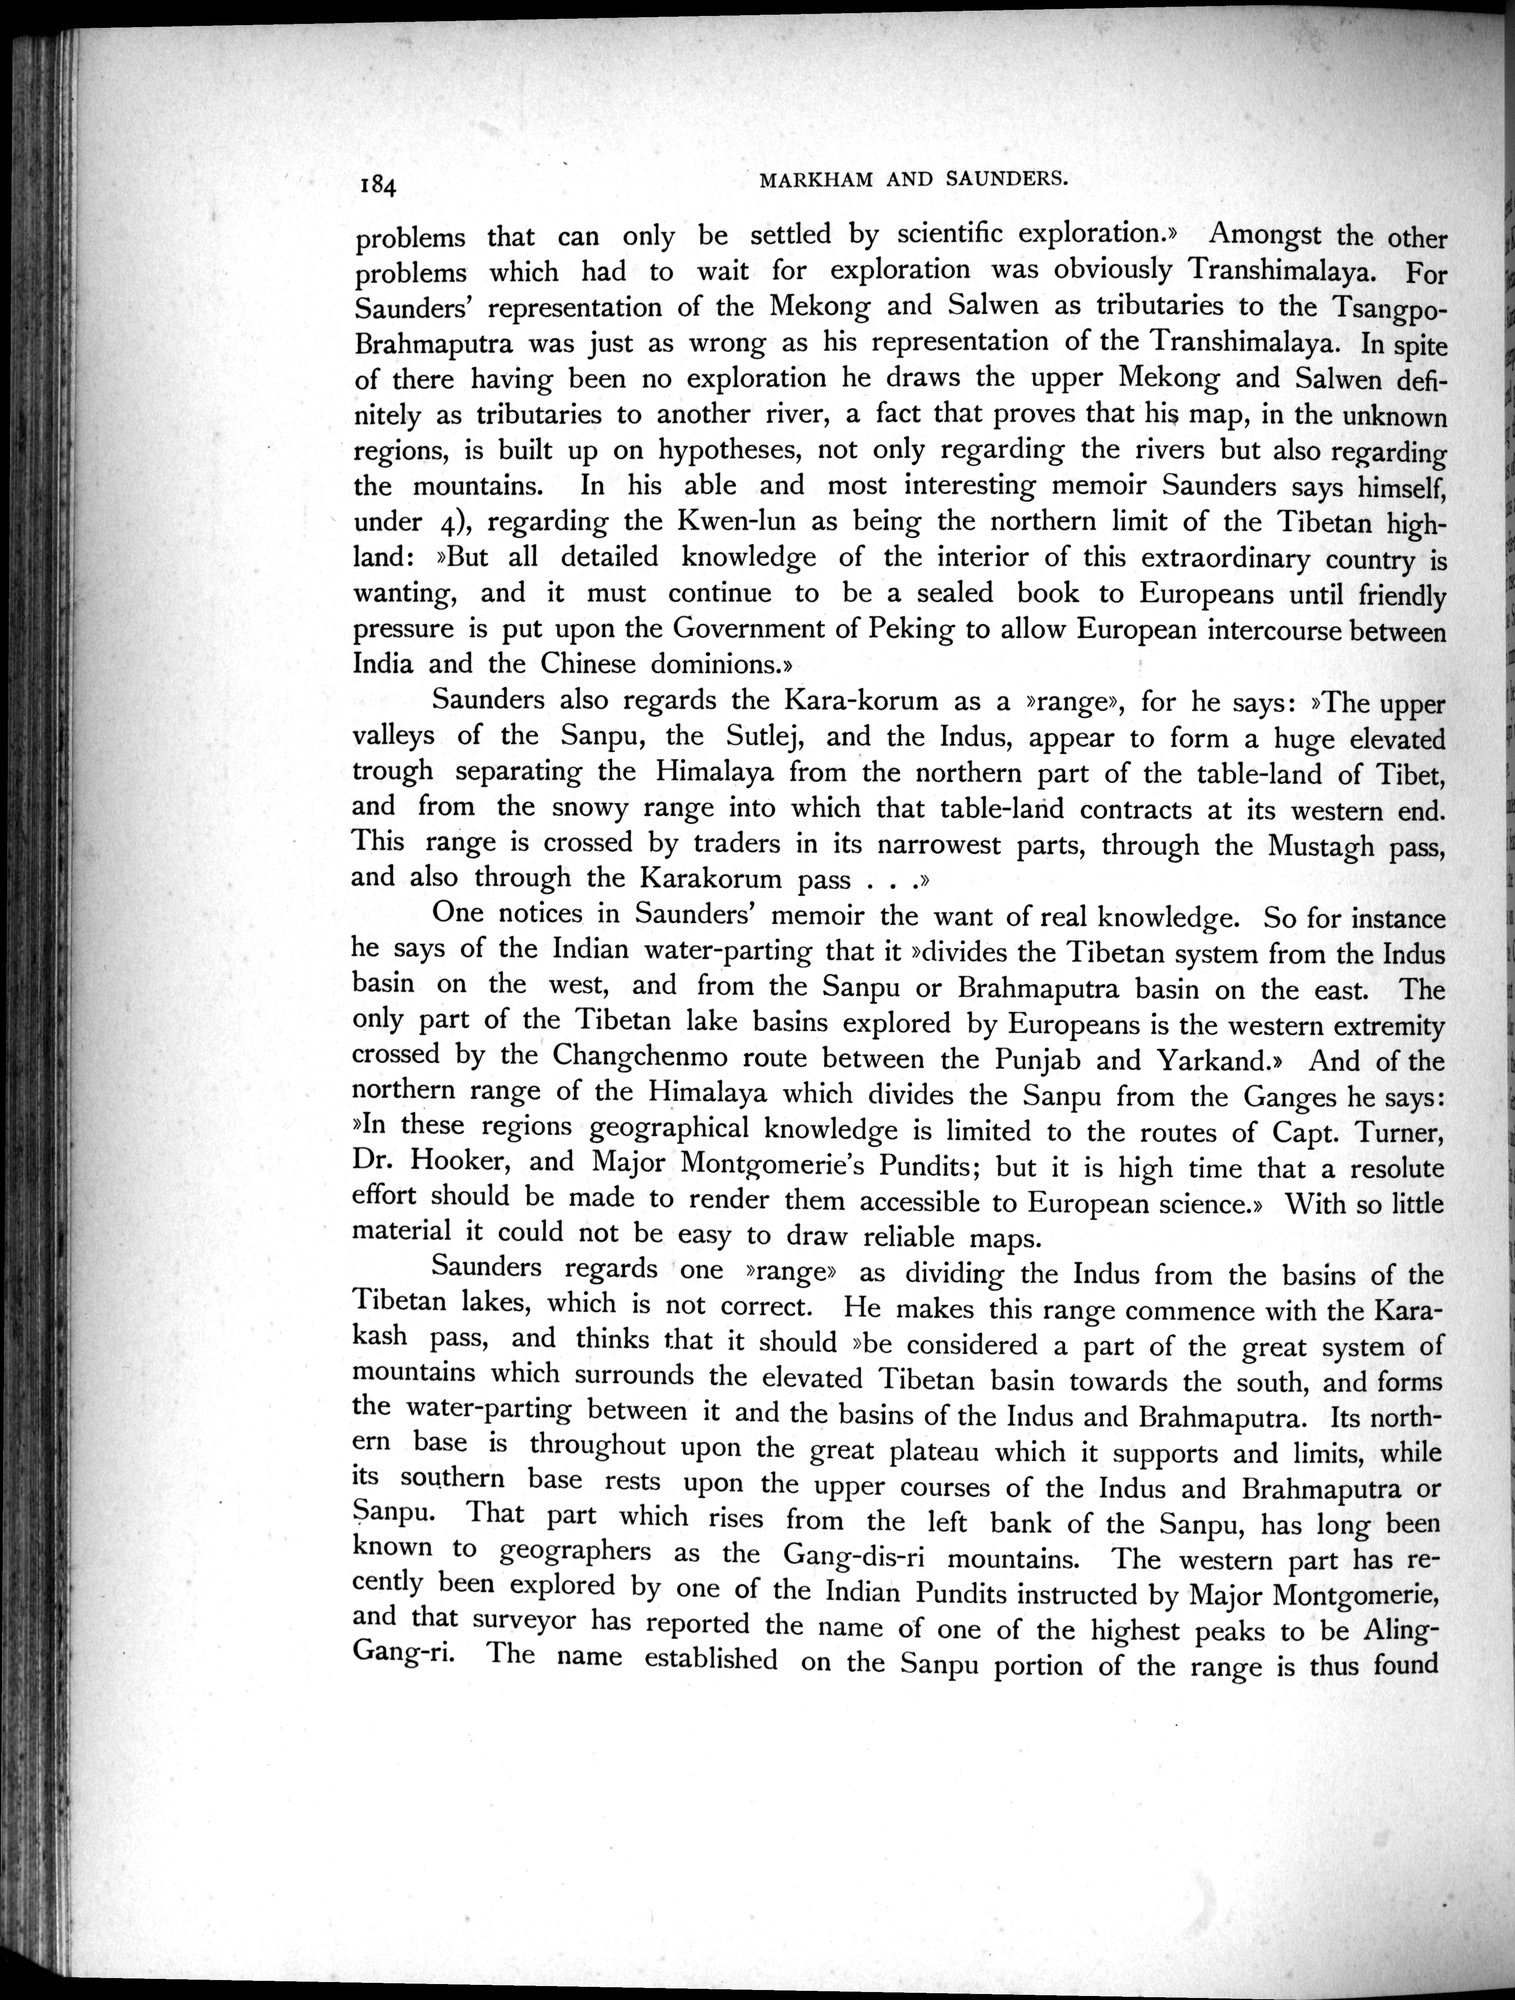 184
MARKHAM AND SAUNDERS.
problems that can only be settled by scientific exploration.» Amongst the other
problems which had to wait for exploration was obviously Transhimalaya. For
Saunders' representation of the Mekong and Salwen as tributaries to the Tsangpo-
Brahmaputra was just as wrong as his representation of the Transhimalaya. In spite
of there having been no exploration he draws the upper Mekong and Salwen defi-
nitely as tributaries to another river, a fact that proves that his map, in the unknown
regions, is built up on hypotheses, not only regarding the rivers but also regarding
the mountains. In his able and most interesting memoir Saunders says himself,
under 4), regarding the Kwen-lun as being the northern limit of the Tibetan high-
land: »But all detailed knowledge of the interior of this extraordinary country is
wanting, and it must continue to be a sealed book to Europeans until friendly
pressure is put upon the Government of Peking to allow European intercourse between
India and the Chinese dominions.»
Saunders also regards the Kara-korum as a »range», for he says: »The upper
valleys of the Sanpu, the Sutlej, and the Indus, appear to form a huge elevated
trough separating the Himalaya from the northern part of the table-land of Tibet,
and from the snowy range into which that table-land contracts at its western end.
This range is crossed by traders in its narrowest parts, through the Mustagh pass,
and also through the Karakorum pass . . .»
One notices in Saunders' memoir the want of real knowledge. So for instance
he says of the Indian water-parting that it »divides the Tibetan system from the Indus
basin on the west, and from the Sanpu or Brahmaputra basin on the east. The
only part of the Tibetan lake basins explored by Europeans is the western extremity
crossed by the Changchenmo route between the Punjab and Yarkand.» And of the
northern range of the Himalaya which divides the Sanpu from the Ganges he says:
»In these regions geographical knowledge is limited to the routes of Capt. Turner,
Dr. Hooker, and Major Montgomerie's Pundits; but it is high time that a resolute
effort should be made to render them accessible to European science.» With so little
material it could not be easy to draw reliable maps.
Saunders regards one »range» as dividing the Indus from the basins of the
Tibetan lakes, which is not correct. He makes this range commence with the Kara-
kash pass, and thinks that it should »be considered a part of the great system of
mountains which surrounds the elevated Tibetan basin towards the south, and forms
the water-parting between it and the basins of the Indus and Brahmaputra. Its north-
ern base is throughout upon the great plateau which it supports and limits, while
its southern base rests upon the upper courses of the Indus and Brahmaputra or
Sanpu. That part which rises from the left bank of the Sanpu, has long been
known to geographers as the Gang-dis-ri mountains. The western part has re-
cently been explored by one of the Indian Pundits instructed by Major Montgomerie,
and that surveyor has reported the name of one of the highest peaks to be Aling-
Gang-ri. The name established on the Sanpu portion of the range is thus found